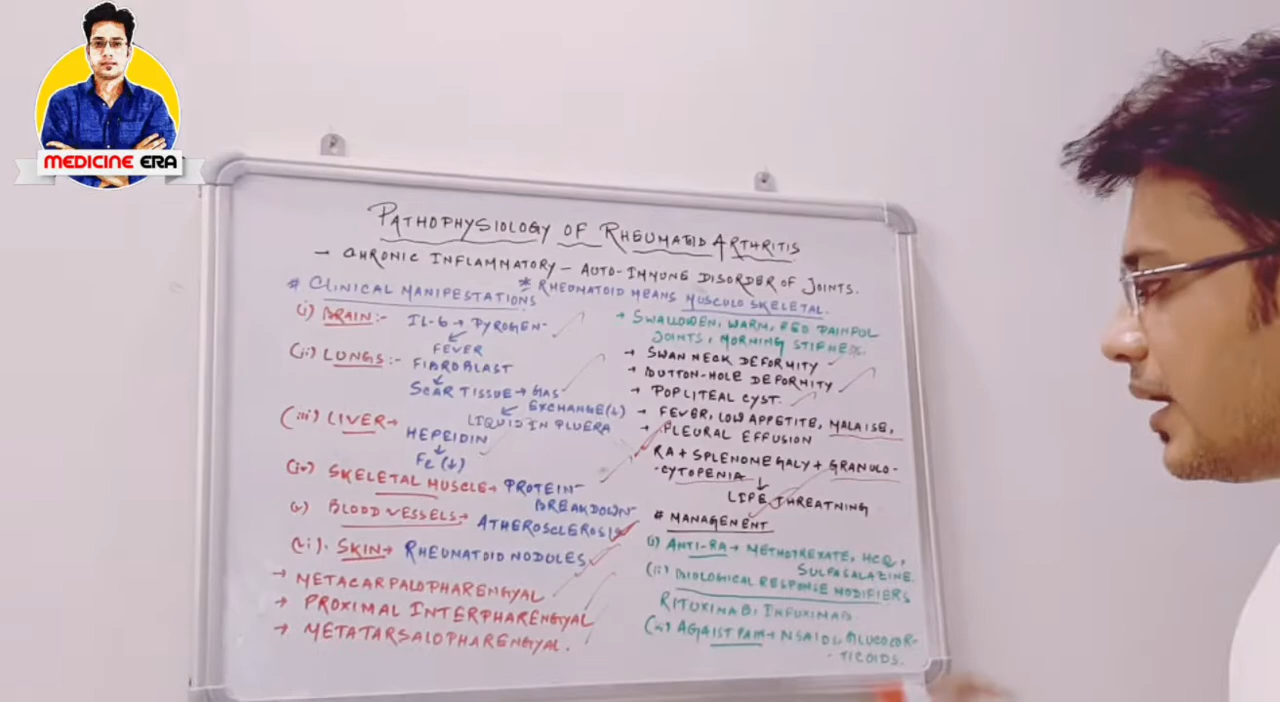 MEDICINE ERA
PATHOPHYSIOLOGY OF RHEUMATOID ARTHRITIS
→ CHRONIC INFLAMMATORY – AUTO-IMMUNE DISORDER OF JOINTS.
* RHEUMATOID MEANS MUSCULO SKELETAL.
# CLINICAL MANIFESTATIONS
(i) BRAIN:- IL-6 → PYROGEN
FEVER
(ii) LUNGS:- FIBROBLAST
SCAR TISSUE → GAS
EXCHANGE(↓)
LIQUID IN PLUERA
(iii) LIVER →
HEPEIDIN
Fe (↓)
(iv) SKELETAL MUSCLE → PROTEIN
BREAKDOWN
(v) BLOOD VESSELS → ATHEROSCLEROSIS
(vi). SKIN → RHEUMATOID NODULES
→ METACARPALOPHARENGYAL
→ PROXIMAL INTERPHARENGYAL
→ METATARSALOPHARENGYAL.
→ SWALLOWEN, WARM, RED PAINFUL
JOINTS, MORNING STIFNESS.
→ SWAN NECK DEFORMITY
→ BUTTON-HOLE DEFORMITY
→ POPLITEAL CYST.
→ FEVER, LOW APPETITE, MALAISE,
→ PLEURAL EFFUSION
RA + SPLENOMEGALY + GRANULO-
-CYTOPENIA
↓
LIFE THREATNING
# MANAGEMENT
(i) ANTI-RA → METHOTREXATE, HCQ,
SULFASALAZINE.
(ii) BIOLOGICAL RESPONSE MODIFIERS
RITUXIMAB, INFUXIMAB.
(iii) AGAIST PAIN → NSAIDS, GLUCOCOR-
-TICOIDS.